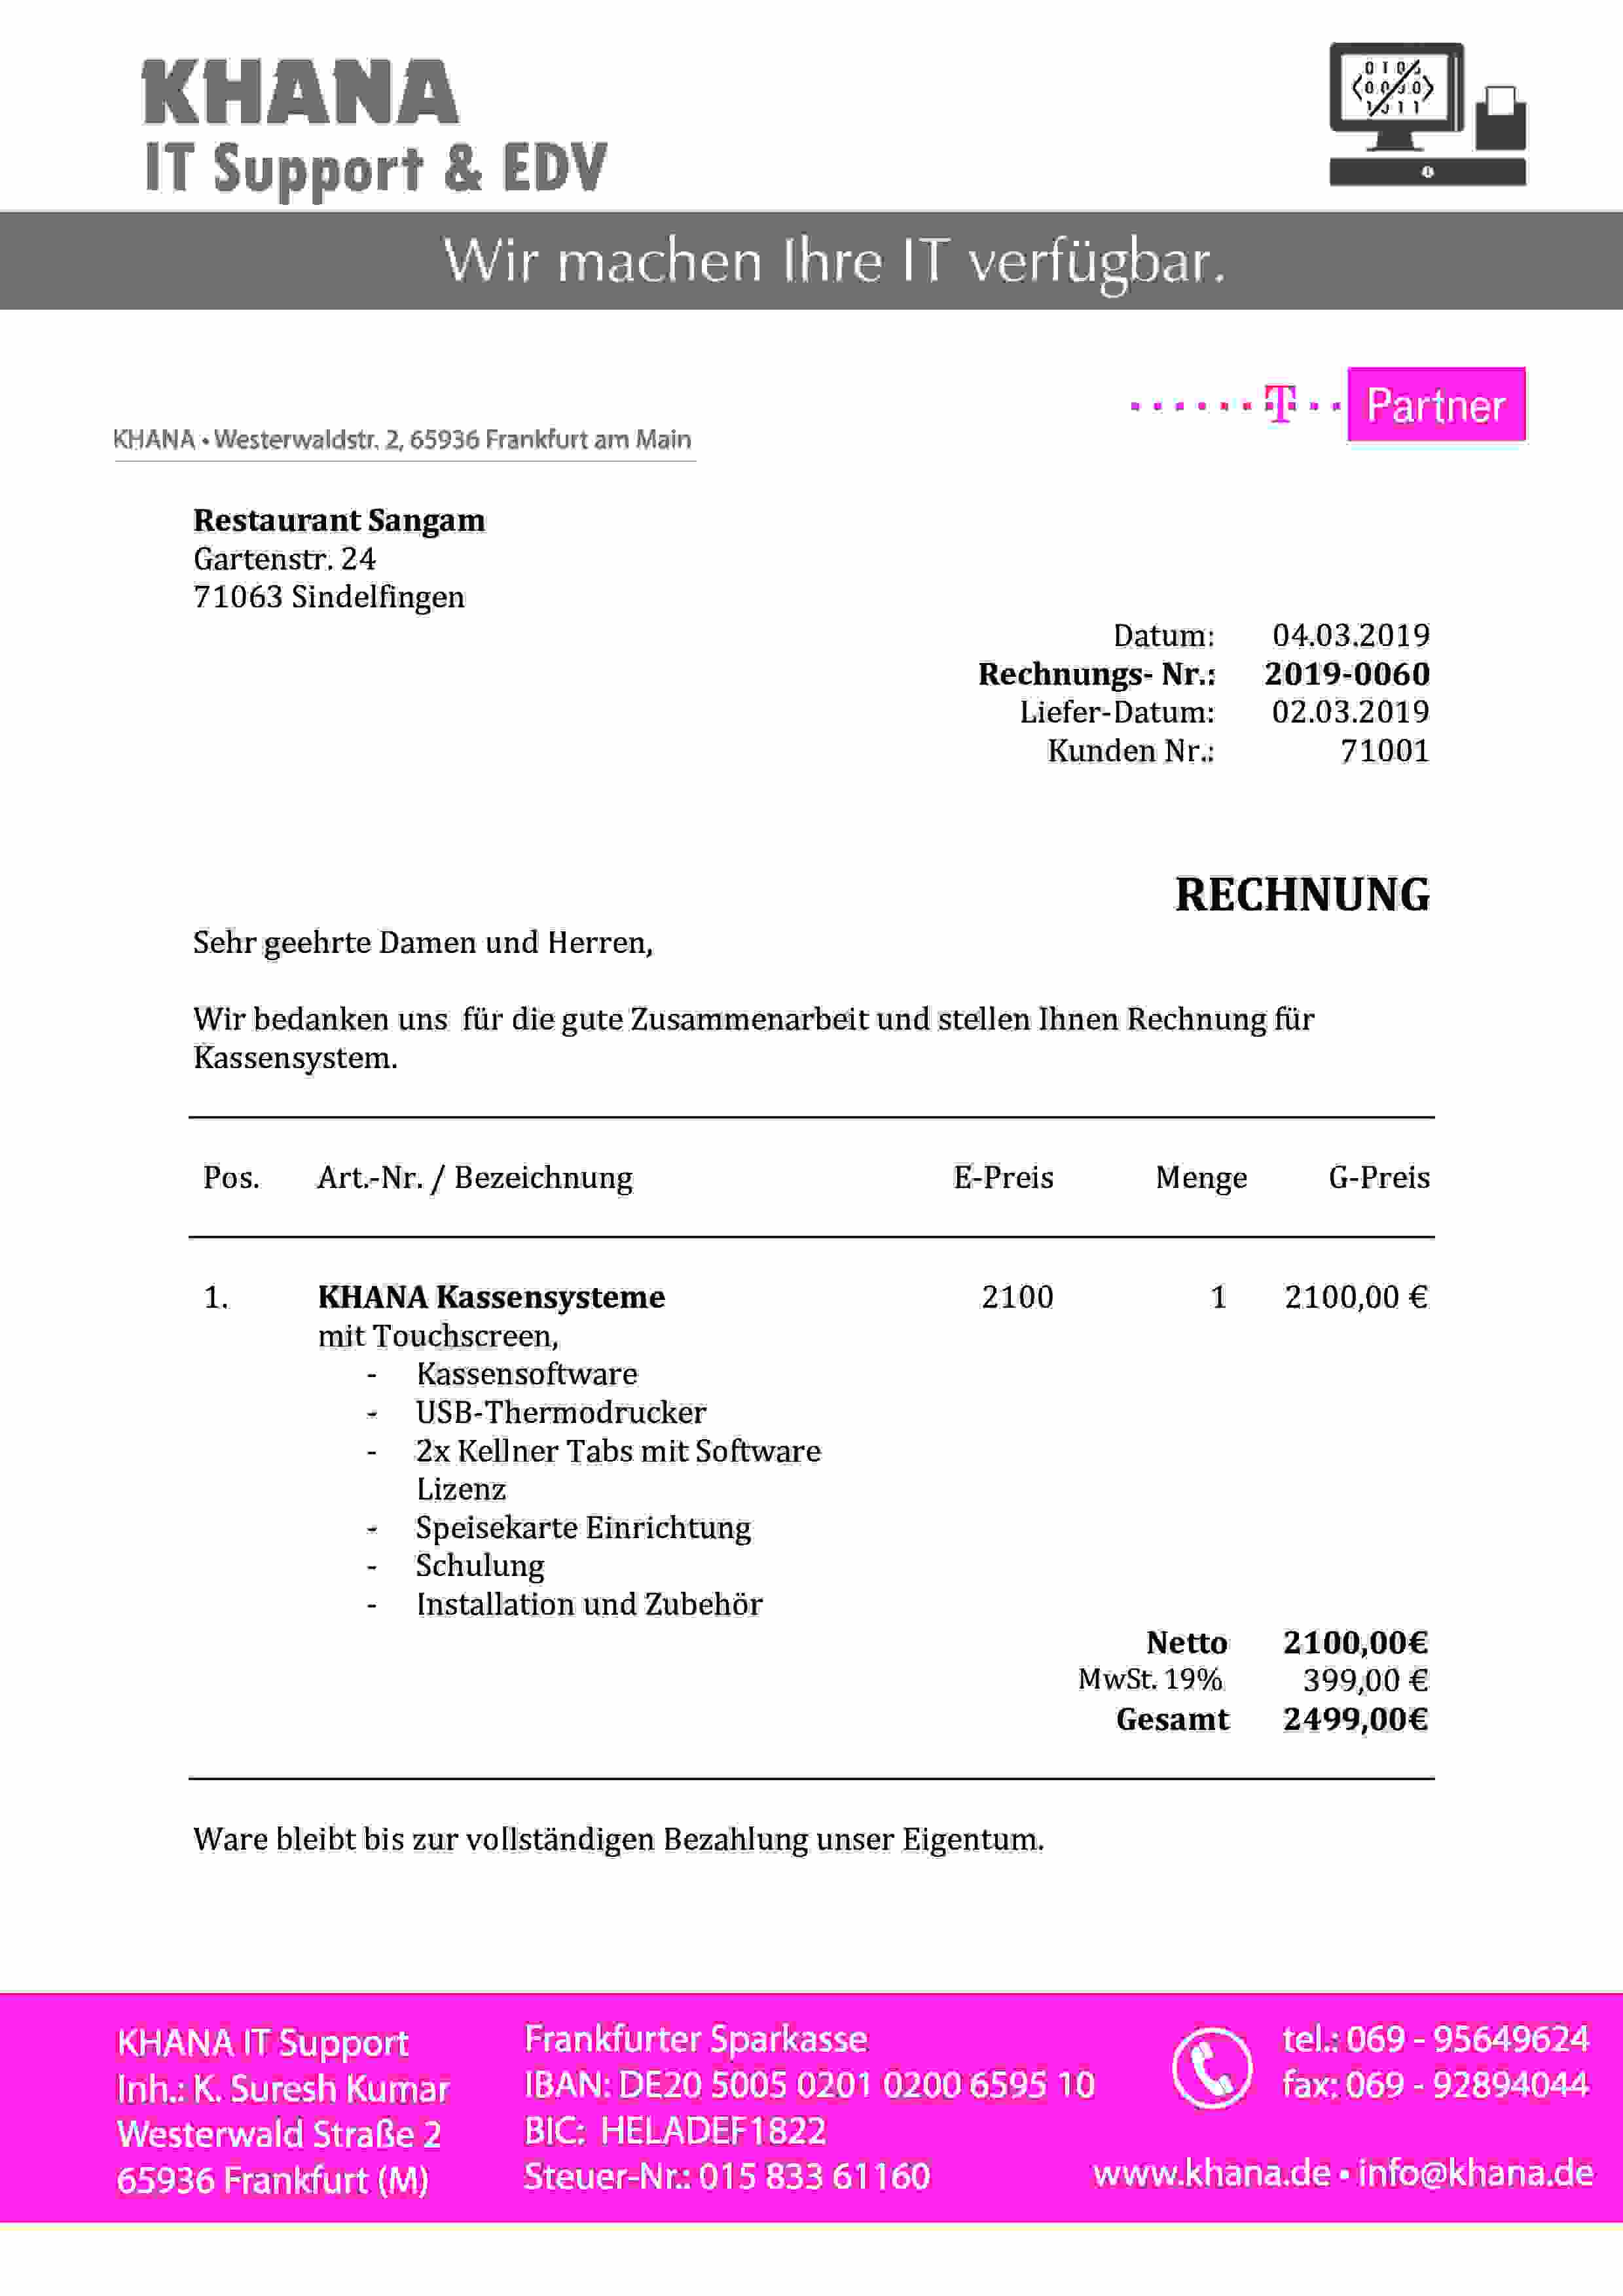 KHANA
IT Support & EDV
Wir machen Ihre IT verfügbar.
T Partner
KHANA • Westerwaldstr. 2, 65936 Frankfurt am Main
Restaurant Sangam
Gartenstr. 24
71063 Sindelfingen
Datum: 04.03.2019
Rechnungs- Nr.: 2019-0060
Liefer-Datum: 02.03.2019
Kunden Nr.: 71001
RECHNUNG
Sehr geehrte Damen und Herren,
Wir bedanken uns für die gute Zusammenarbeit und stellen Ihnen Rechnung für
Kassensystem.
Pos. Art.-Nr. / Bezeichnung E-Preis Menge G-Preis
1. KHANA Kassensysteme 2100 1 2100,00 €
mit Touchscreen,
- Kassensoftware
- USB-Thermodrucker
- 2x Kellner Tabs mit Software
Lizenz
- Speisekarte Einrichtung
- Schulung
- Installation und Zubehör
Netto 2100,00€
MwSt. 19% 399,00 €
Gesamt 2499,00€
Ware bleibt bis zur vollständigen Bezahlung unser Eigentum.
KHANA IT Support
Inh.: K. Suresh Kumar
Westerwald Straße 2
65936 Frankfurt (M)
Frankfurter Sparkasse
IBAN: DE20 5005 0201 0200 6595 10
BIC: HELADEF1822
Steuer-Nr.: 015 833 61160
tel.: 069 - 95649624
fax: 069 - 92894044
www.khana.de • info@khana.de